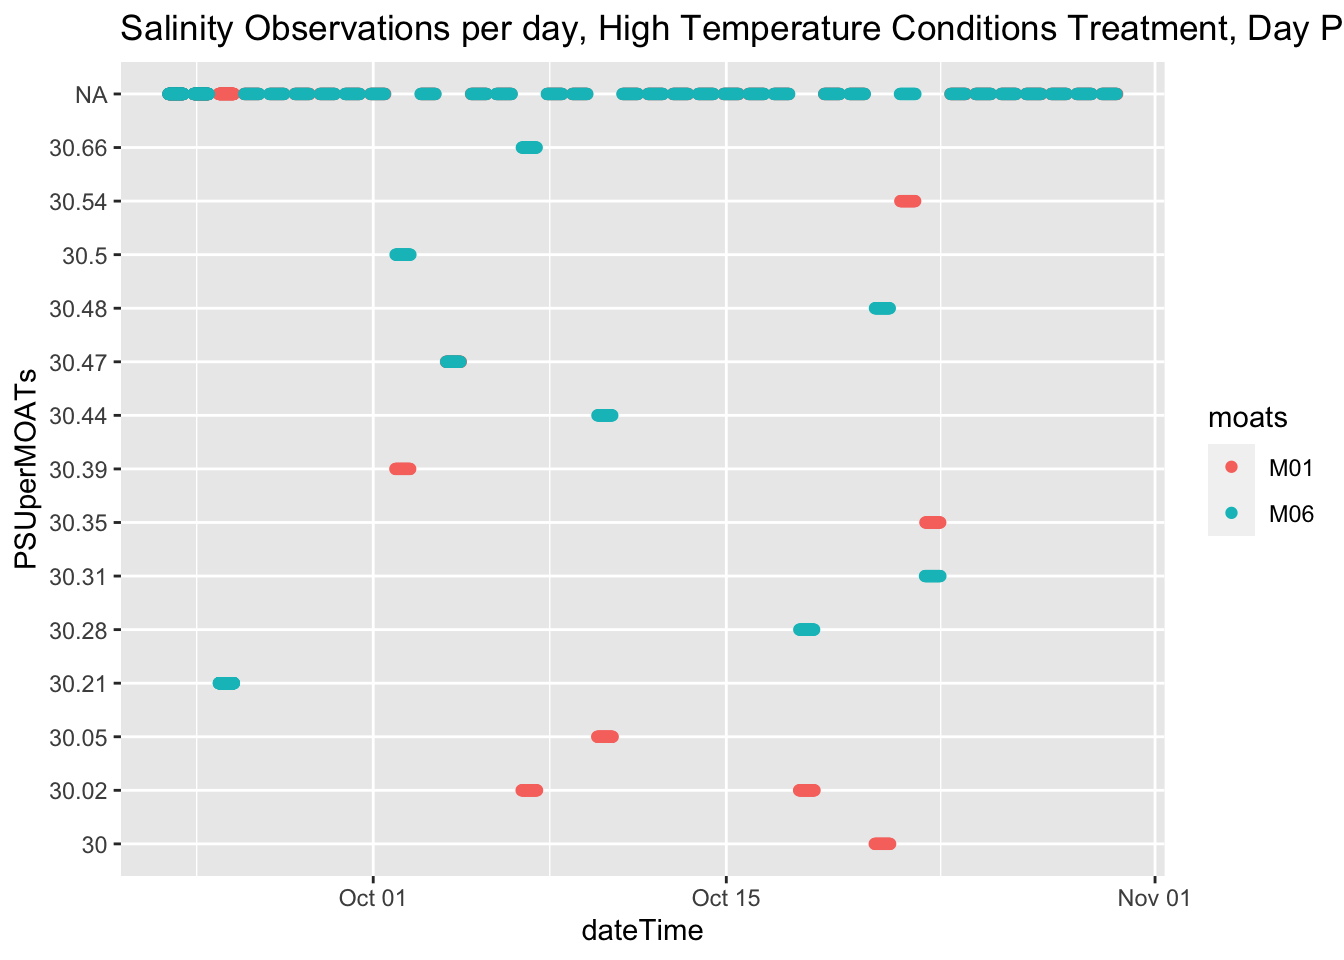 Salinity Observations per day, High Temperature Conditions Treatment, Day P
NA
30.66
30.54
30.5
30.48
30.47
30.44
30.39
30.35
30.31
30.28
30.21
30.05
30.02
30
PSUperMOATs
Oct 01
Oct 15
Nov 01
dateTime
moats
M01
M06